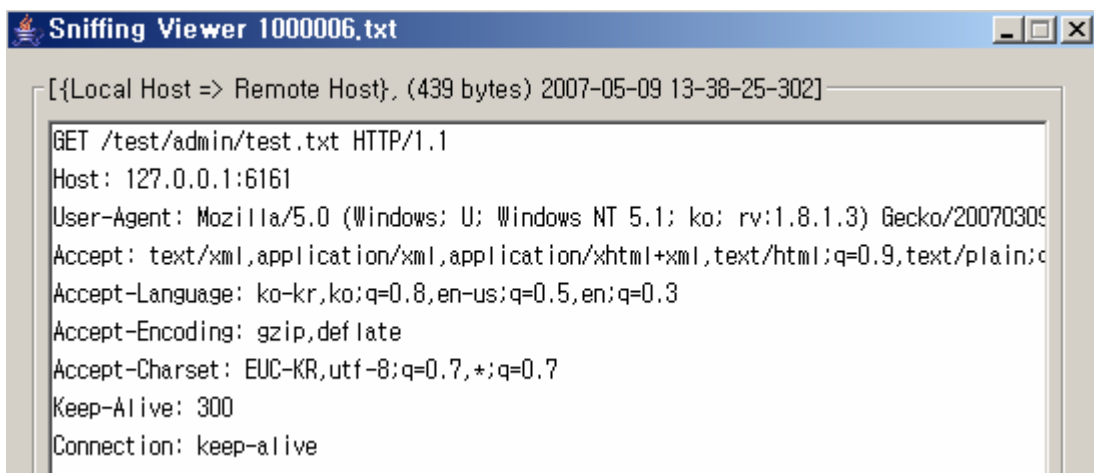 Sniffing Viewer 1000006.txt
[{Local Host => Remote Host}, (439 bytes) 2007-05-09 13-38-25-302]
GET /test/admin/test.txt HTTP/1.1
Host: 127.0.0.1:6161
User-Agent: Mozilla/5.0 (Windows; U; Windows NT 5.1; ko; rv:1.8.1.3) Gecko/20070309
Accept: text/xml,application/xml,application/xhtml+xml,text/html;q=0.9,text/plain;
Accept-Language: ko-kr,ko;q=0.8,en-us;q=0.5,en;q=0.3
Accept-Encoding: gzip,deflate
Accept-Charset: EUC-KR,utf-8;q=0.7,*;q=0.7
Keep-Alive: 300
Connection: keep-alive